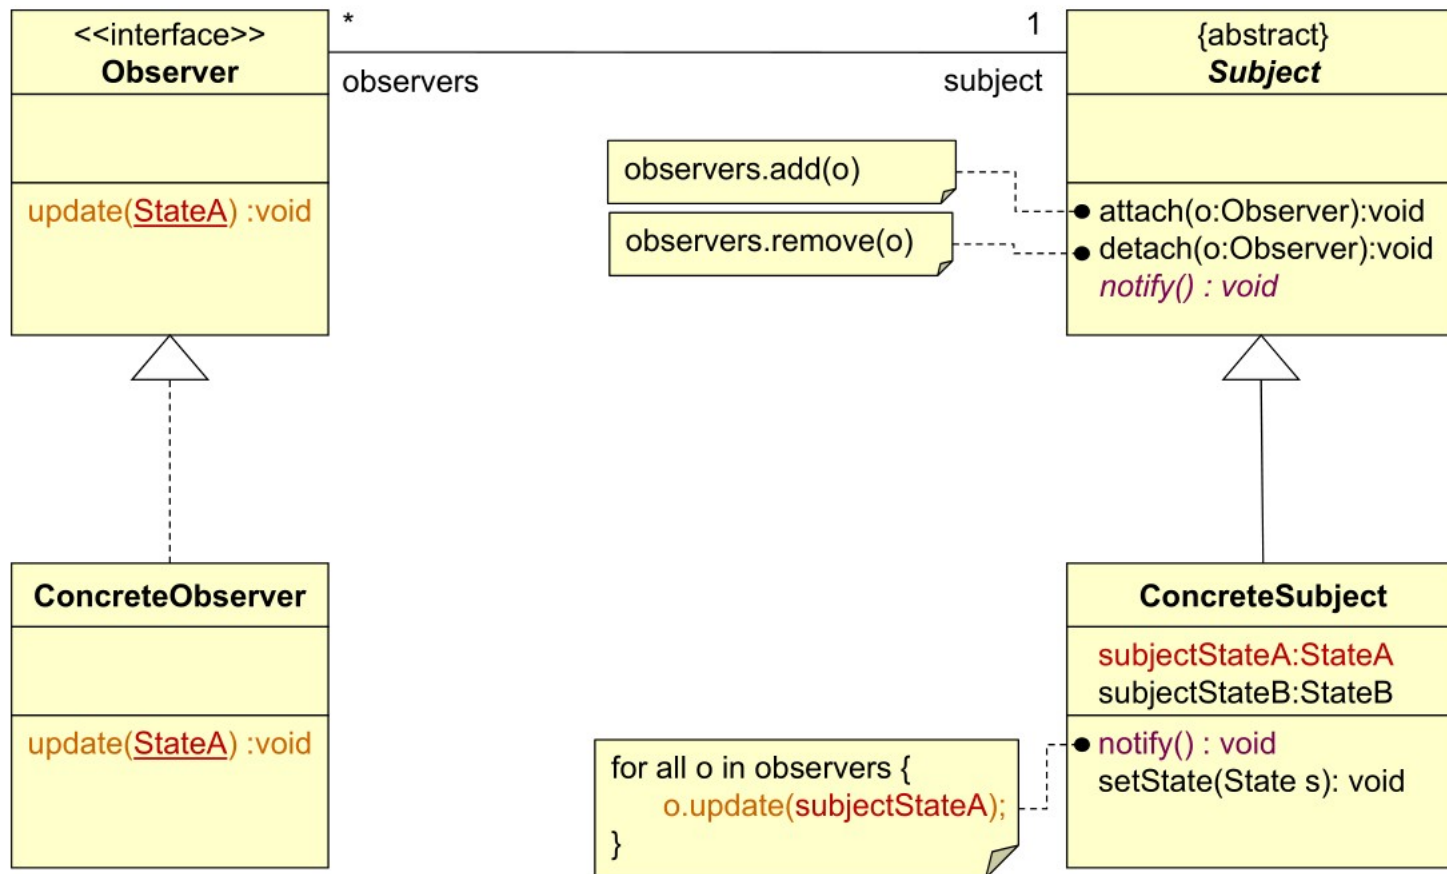 <<interface>>
Observer
update(StateA) :void
*
1
observers
subject
{abstract}
Subject
attach(o:Observer):void
detach(o:Observer):void
notify() : void
observers.add(o)
observers.remove(o)
ConcreteObserver
update(StateA) :void
ConcreteSubject
subjectStateA:StateA
subjectStateB:StateB
notify() : void
setState(State s): void
for all o in observers {
o.update(subjectStateA);
}